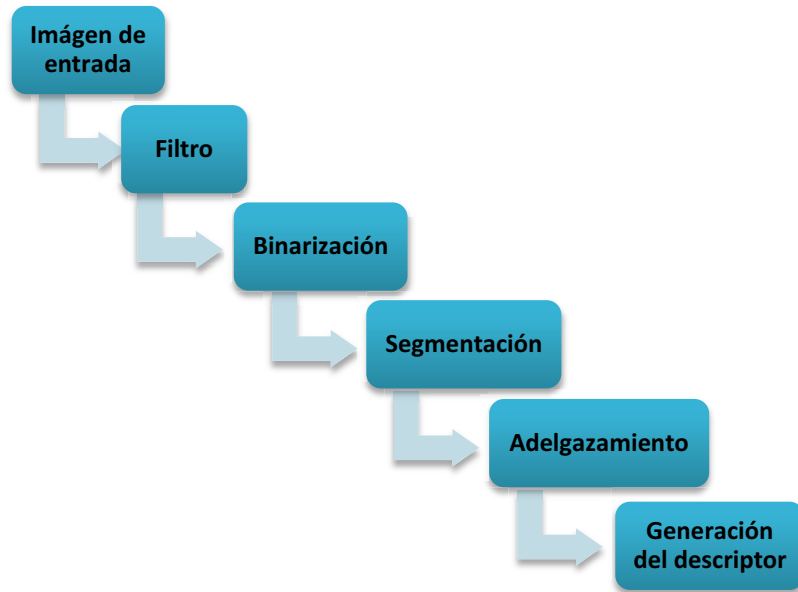 Imágen de
entrada
Filtro
Binarización
Segmentación
Adelgazamiento
Generación
del descriptor